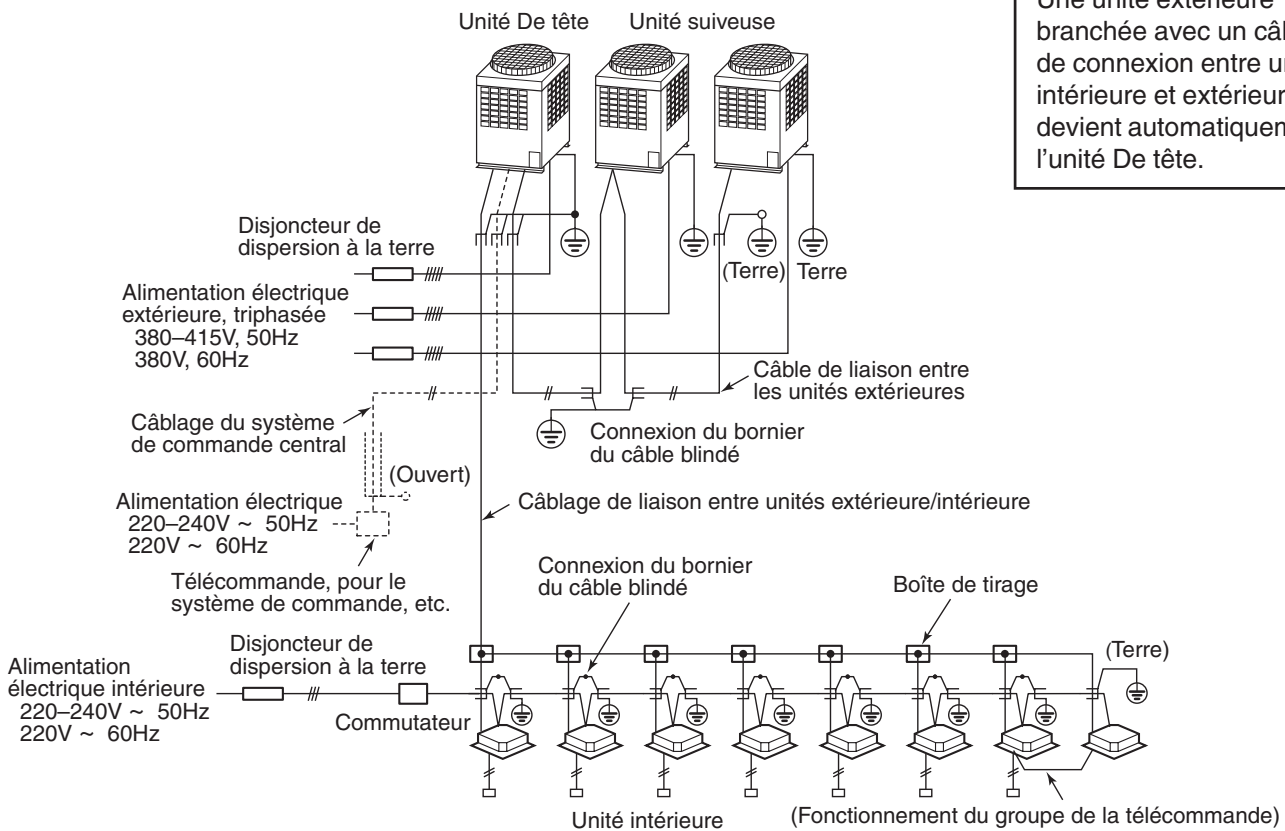 Unité De tête
Unité suiveuse
Une unité extérieure
branchée avec un
de connexion entre
intérieure et
devient
l'unité De tête.
Disjoncteur de
dispersion à la terre
(Terre)
Terre
Alimentation électrique
extérieure, triphasée
380–415V, 50Hz
380V, 60Hz
Câble de liaison entre
les unités extérieures
Câblage du système
de commande central
Connexion du bornier
du câble blindé
(Ouvert)
Alimentation électrique
220–240V ~ 50Hz
220V ~ 60Hz
Câblage de liaison entre unités extérieure/intérieure
Télécommande, pour le
système de commande, etc.
Connexion du bornier
du câble blindé
Boîte de tirage
Disjoncteur de
dispersion à la terre
(Terre)
Alimentation
électrique intérieure
220–240V ~ 50Hz
220V ~ 60Hz
Commutateur
Unité intérieure
(Fonctionnement du groupe de la télécommande)